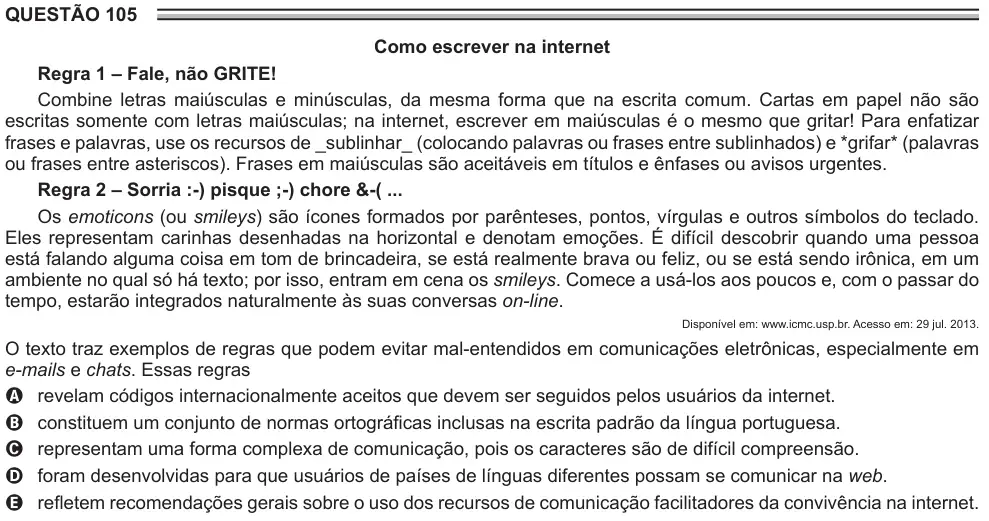 QUESTÃO 105
Como escrever na internet
Regra 1 – Fale, não GRITE!
Combine letras maiúsculas e minúsculas, da mesma forma que na escrita comum. Cartas em papel não são
escritas somente com letras maiúsculas; na internet, escrever em maiúsculas é o mesmo que gritar! Para enfatizar
frases e palavras, use os recursos de _sublinhar_ (colocando palavras ou frases entre sublinhados) e *grifar* (palavras
ou frases entre asteriscos). Frases em maiúsculas são aceitáveis em títulos e ênfases ou avisos urgentes.
Regra 2 – Sorria :-) pisque ;-) chore &-( ...
Os emoticons (ou smileys) são ícones formados por parênteses, pontos, vírgulas e outros símbolos do teclado.
Eles representam carinhas desenhadas na horizontal e denotam emoções. É difícil descobrir quando uma pessoa
está falando alguma coisa em tom de brincadeira, se está realmente brava ou feliz, ou se está sendo irônica, em um
ambiente no qual só há texto; por isso, entram em cena os smileys. Comece a usá-los aos poucos e, com o passar do
tempo, estarão integrados naturalmente às suas conversas on-line.
Disponível em: www.icmc.usp.br. Acesso em: 29 jul. 2013.
O texto traz exemplos de regras que podem evitar mal-entendidos em comunicações eletrônicas, especialmente em
e-mails e chats. Essas regras
A revelam códigos internacionalmente aceitos que devem ser seguidos pelos usuários da internet.
B constituem um conjunto de normas ortográficas inclusas na escrita padrão da língua portuguesa.
C representam uma forma complexa de comunicação, pois os caracteres são de difícil compreensão.
D foram desenvolvidas para que usuários de países de línguas diferentes possam se comunicar na web.
E refletem recomendações gerais sobre o uso dos recursos de comunicação facilitadores da convivência na internet.